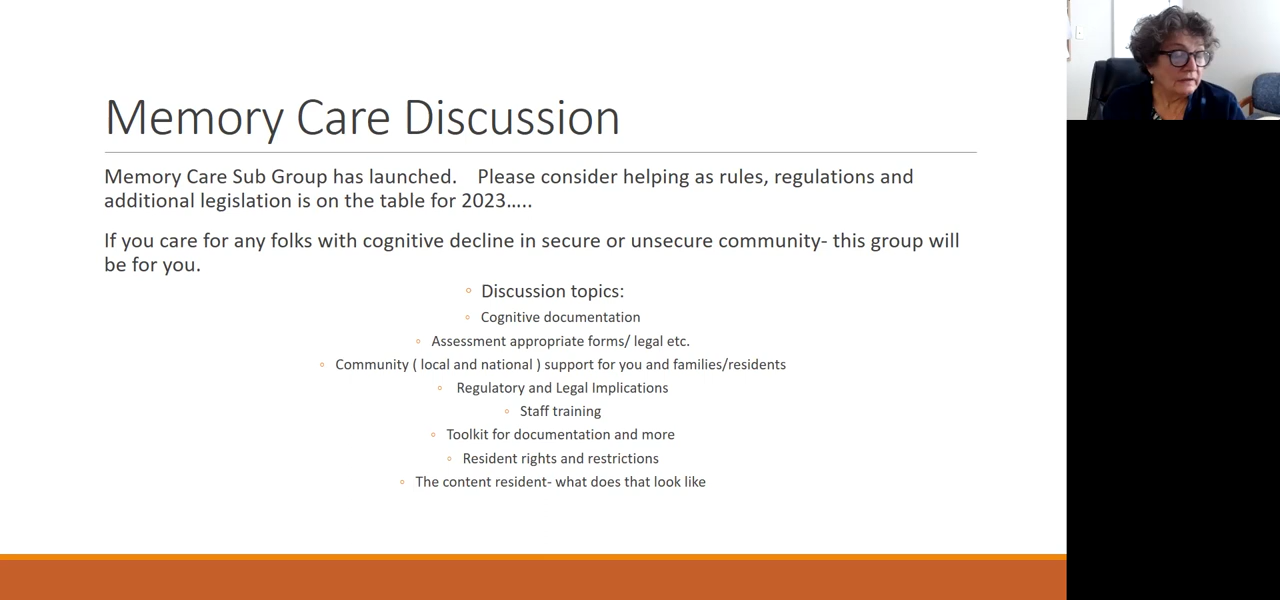 Memory Care Discussion
Memory Care Sub Group has launched. Please consider helping as rules, regulations and
additional legislation is on the table for 2023…..
If you care for any folks with cognitive decline in secure or unsecure community- this group will
be for you.
◦ Discussion topics:
◦ Cognitive documentation
◦ Assessment appropriate forms/ legal etc.
◦ Community ( local and national ) support for you and families/residents
◦ Regulatory and Legal Implications
◦ Staff training
◦ Toolkit for documentation and more
◦ Resident rights and restrictions
◦ The content resident- what does that look like